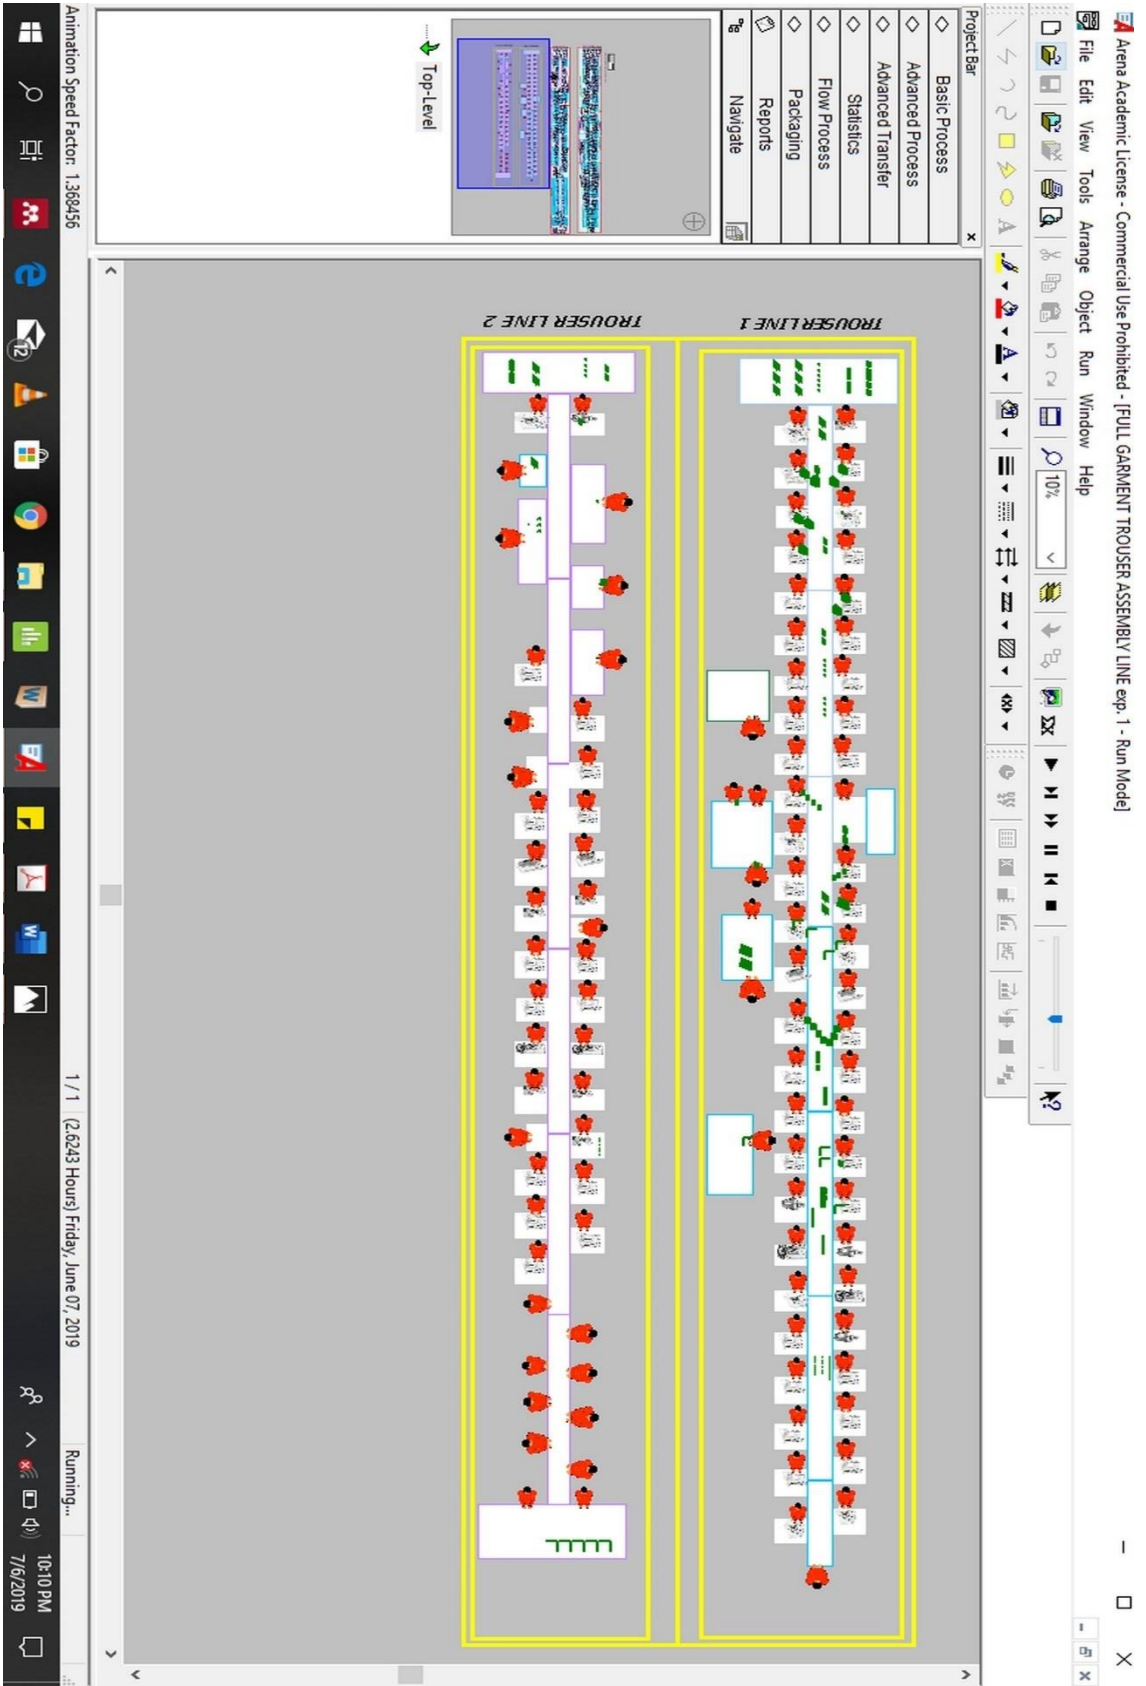 Arena Academic License - Commercial Use Prohibited - [FULL GARMENT TROUSER ASSEMBLY LINE exp. 1 - Run Mode]
File Edit View Tools Arrange Object Run Window Help
10%
Project Bar
Basic Process
Advanced Process
Advanced Transfer
Statistics
Flow Process
Packaging
Reports
Navigate
Top-Level
TROUSER LINE 1
TROUSER LINE 2
Animation Speed Factor: 1.368456
1 / 1 (2.6243 Hours) Friday, June 07, 2019
Running...
12
10:10 PM
7/6/2019